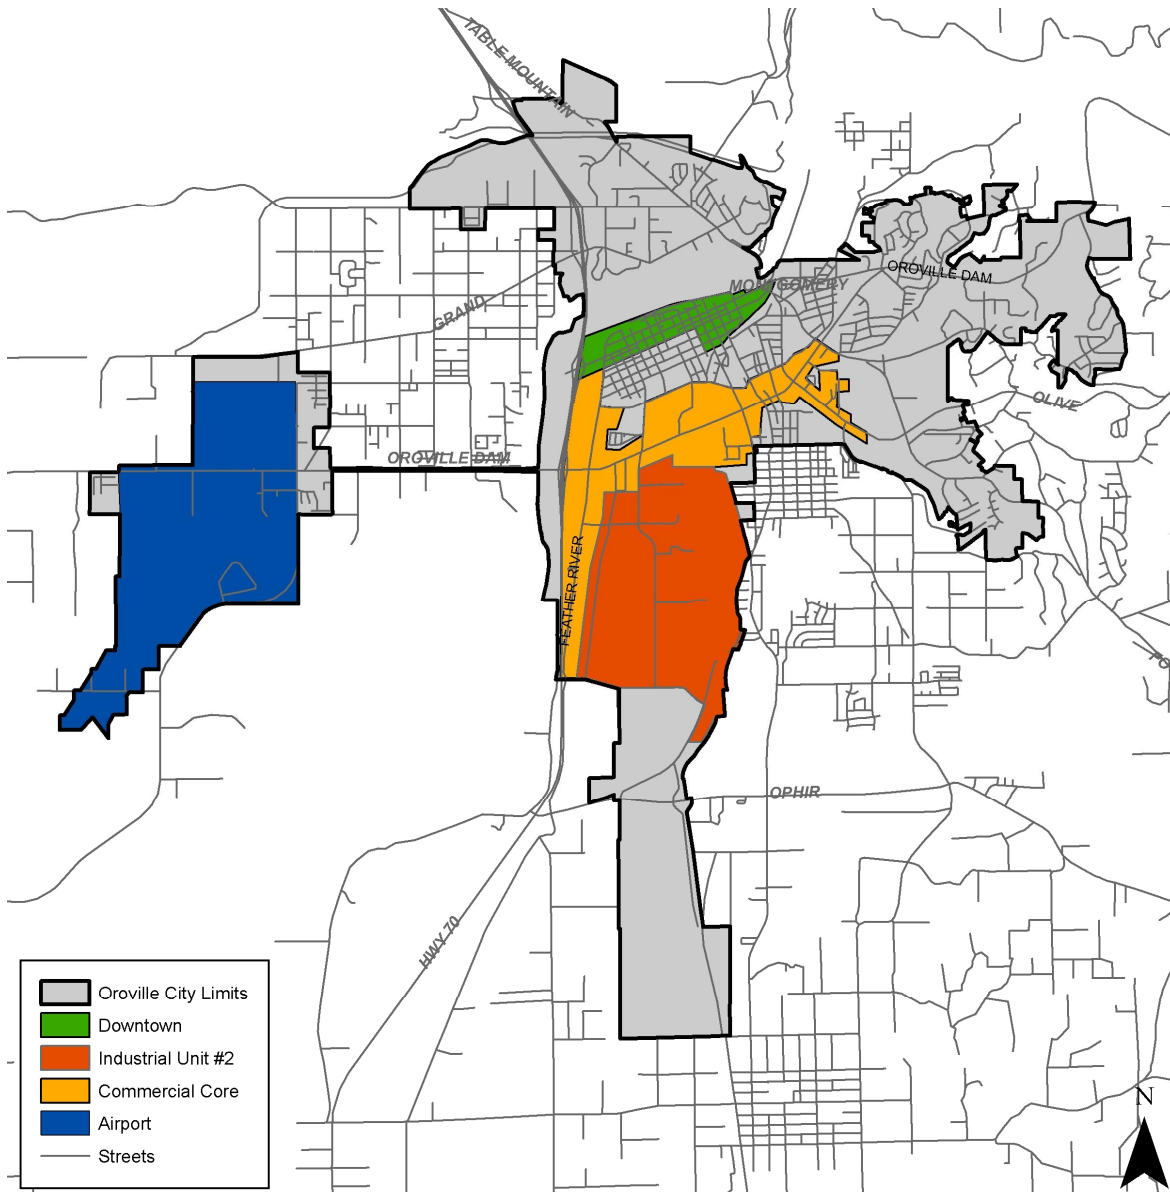 TABLE MOUNTAIN
OROVILLE DAM
MONTGOMERY
GRAND
OLIVE
OROVILLE DAM
FEATHER RIVER
FO
OPHIR
HWY 70
Oroville City Limits
Downtown
Industrial Unit #2
Commercial Core
Airport
Streets
N